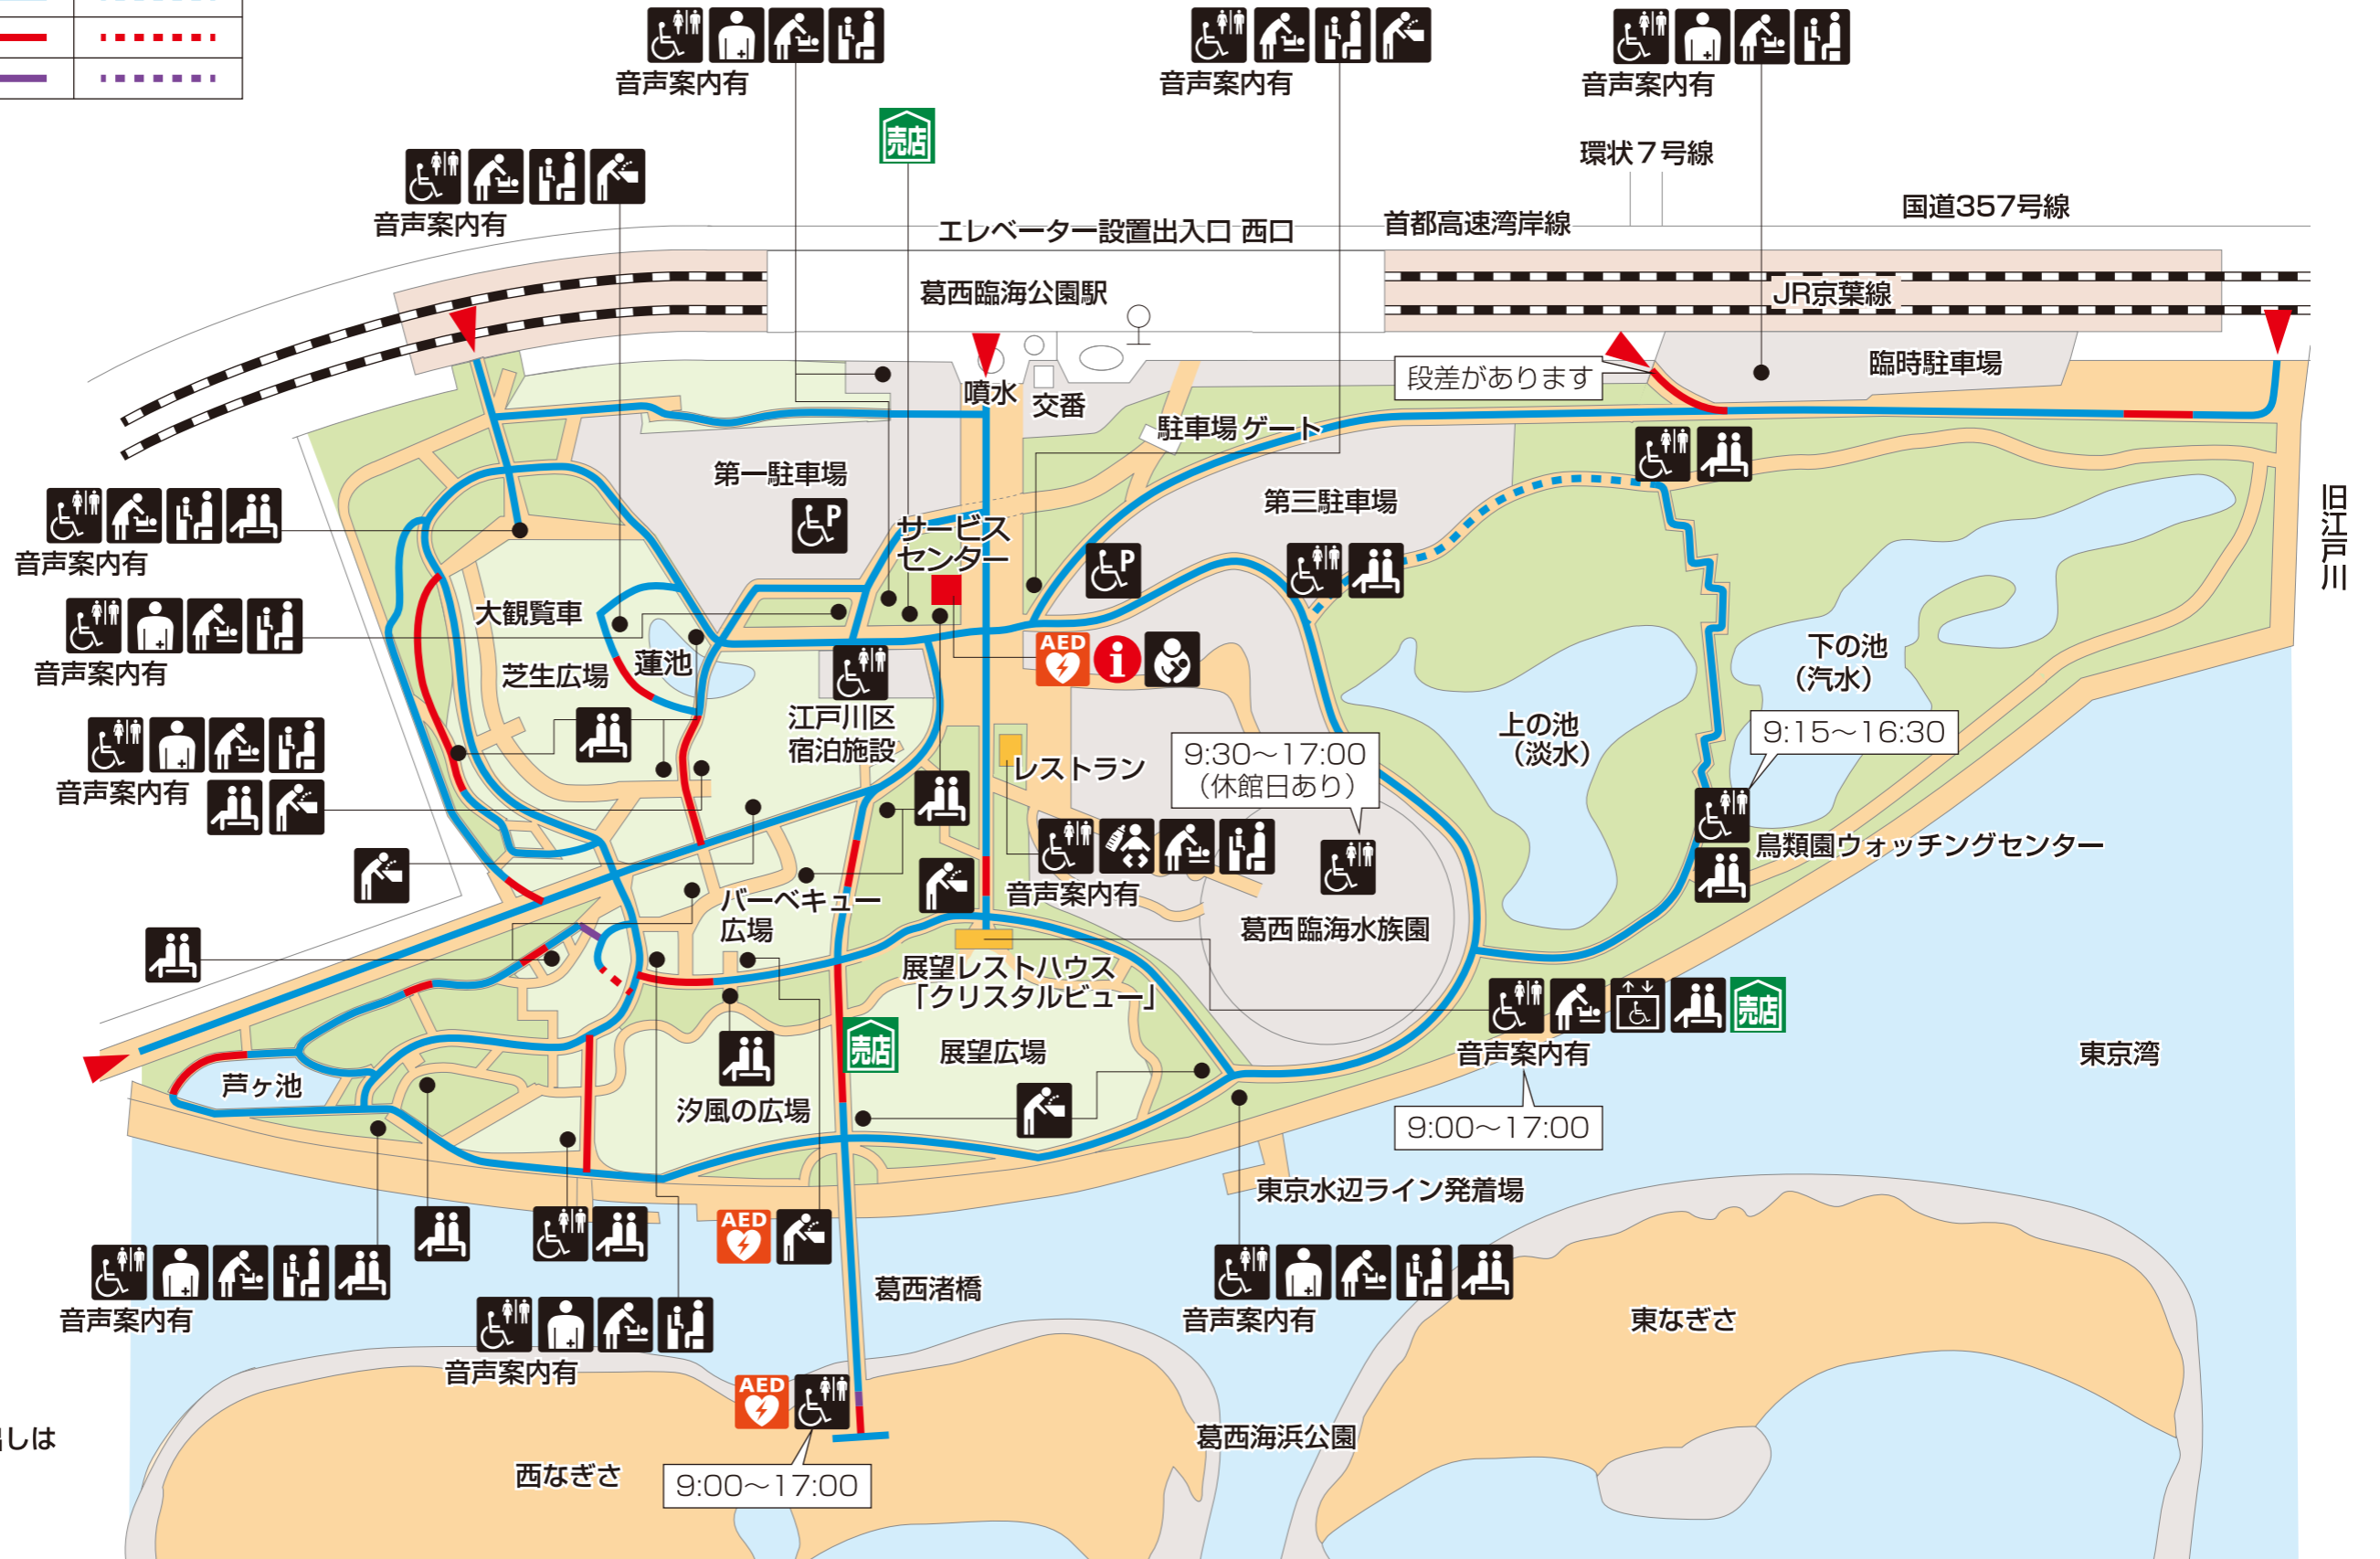 音声案内有
音声案内有
音声案内有
売店
環状7号線
音声案内有
国道357号線
首都高速湾岸線
エレベーター設置出入口 西口
葛西臨海公園駅
JR京葉線
臨時駐車場
段差があります
噴水
交番
駐車場ゲート
第一駐車場
P
第三駐車場
旧江戸川
サービス
センター
P
音声案内有
大観覧車
AED
i
下の池
（汽水）
蓮池
芝生広場
音声案内有
江戸川区
宿泊施設
上の池
（淡水）
9:15～16:30
9:30～17:00
（休館日あり）
レストラン
音声案内有
鳥類園ウォッチングセンター
音声案内有
バーベキュー
広場
葛西臨海水族園
展望レストハウス
「クリスタルビュー」
売店
売店
展望広場
音声案内有
東京湾
芦ヶ池
汐風の広場
9:00～17:00
東京水辺ライン発着場
AED
葛西渚橋
音声案内有
音声案内有
東なぎさ
音声案内有
AED
しは
葛西海浜公園
西なぎさ
9:00～17:00